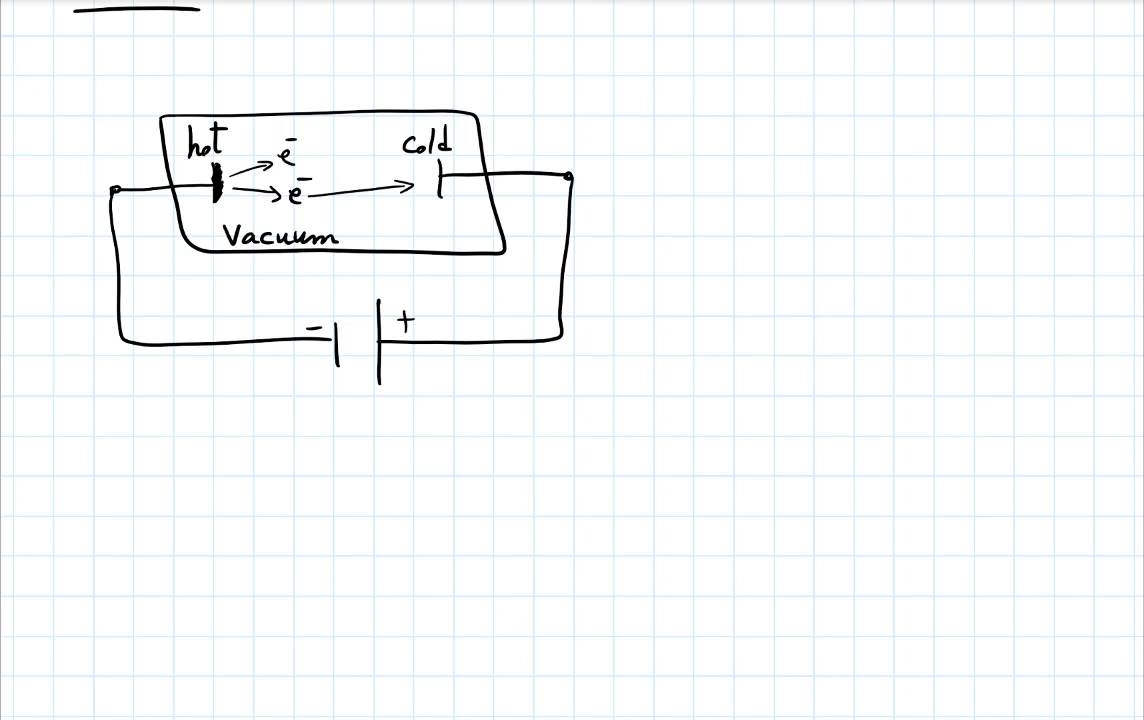 hot
cold
e⁻
e⁻
Vacuum
- +